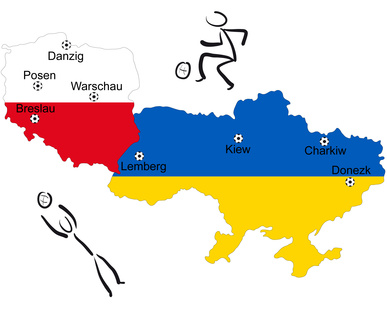 Danzig
Posen
Warschau
Breslau
Kiew
Charkiw
Lemberg
Donezk